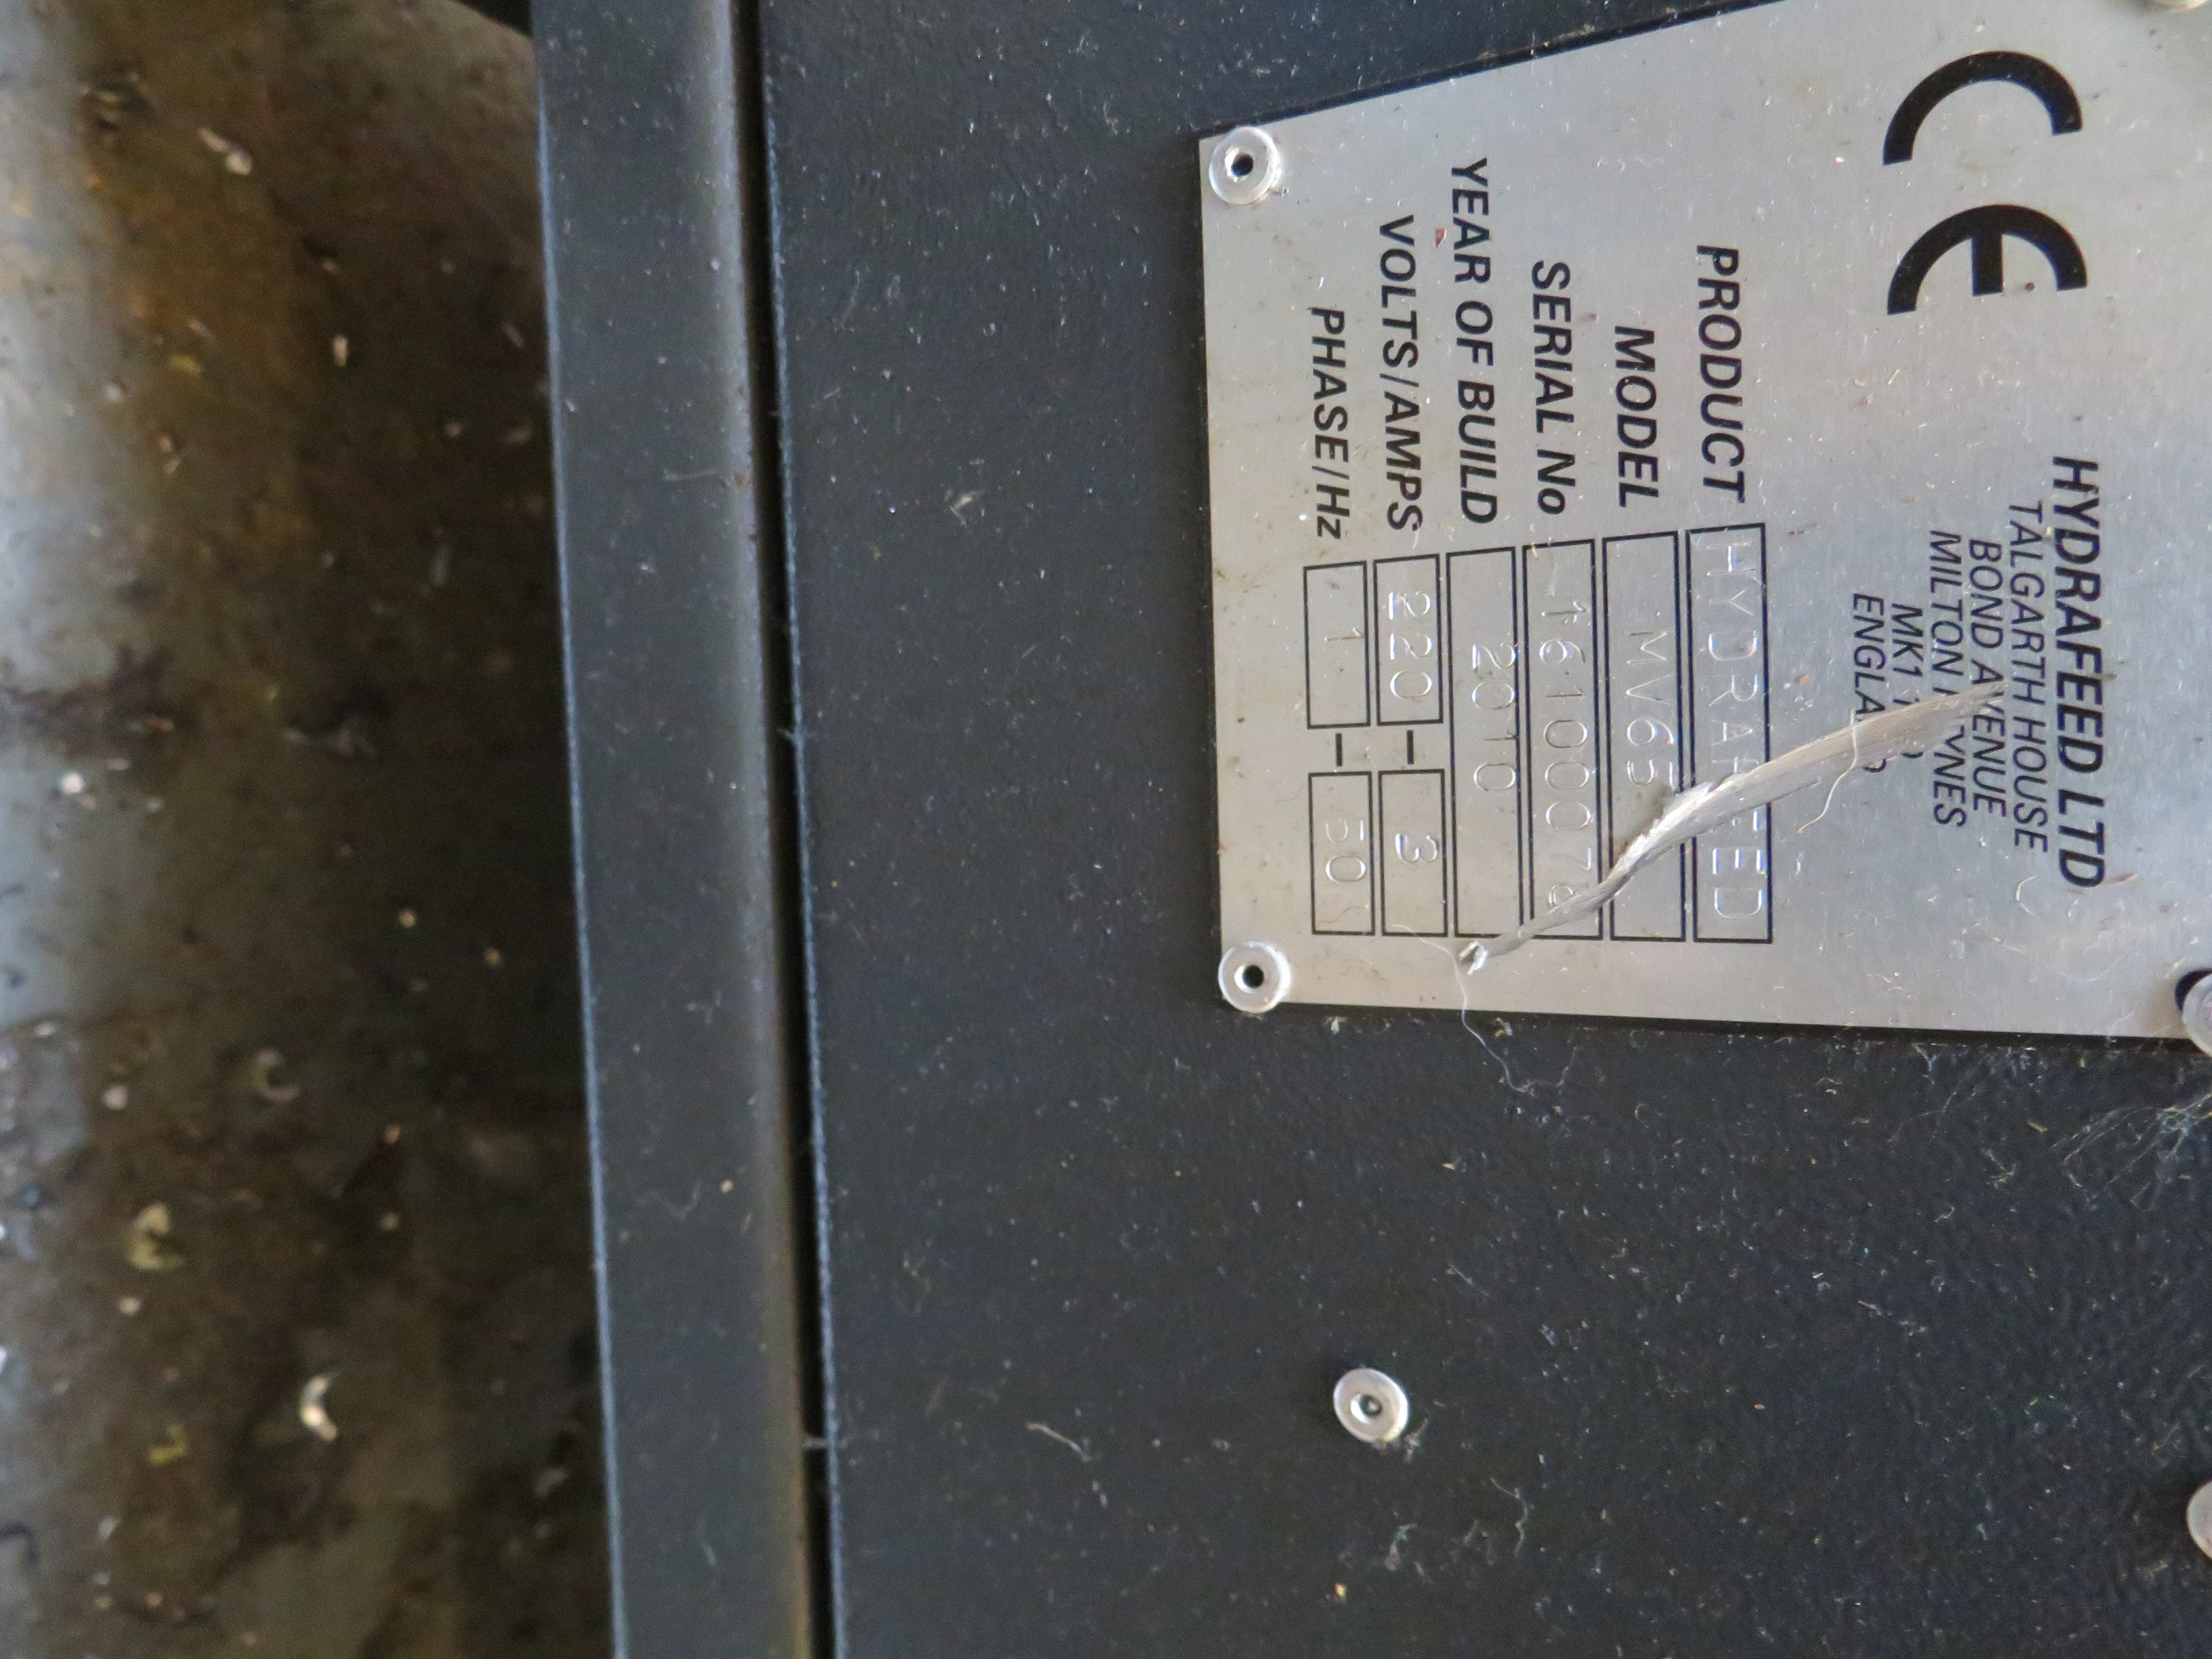 CE
HYDRAFEED LTD
TALGARTH HOUSE
BOND AVENUE
MILTON
MK1
PRODUCT HYDRAFEED
MODEL MV65
SERIAL No
YEAR OF BUILD 2010
VOLTS/AMPS 220 - 3
PHASE/Hz 1 - 50